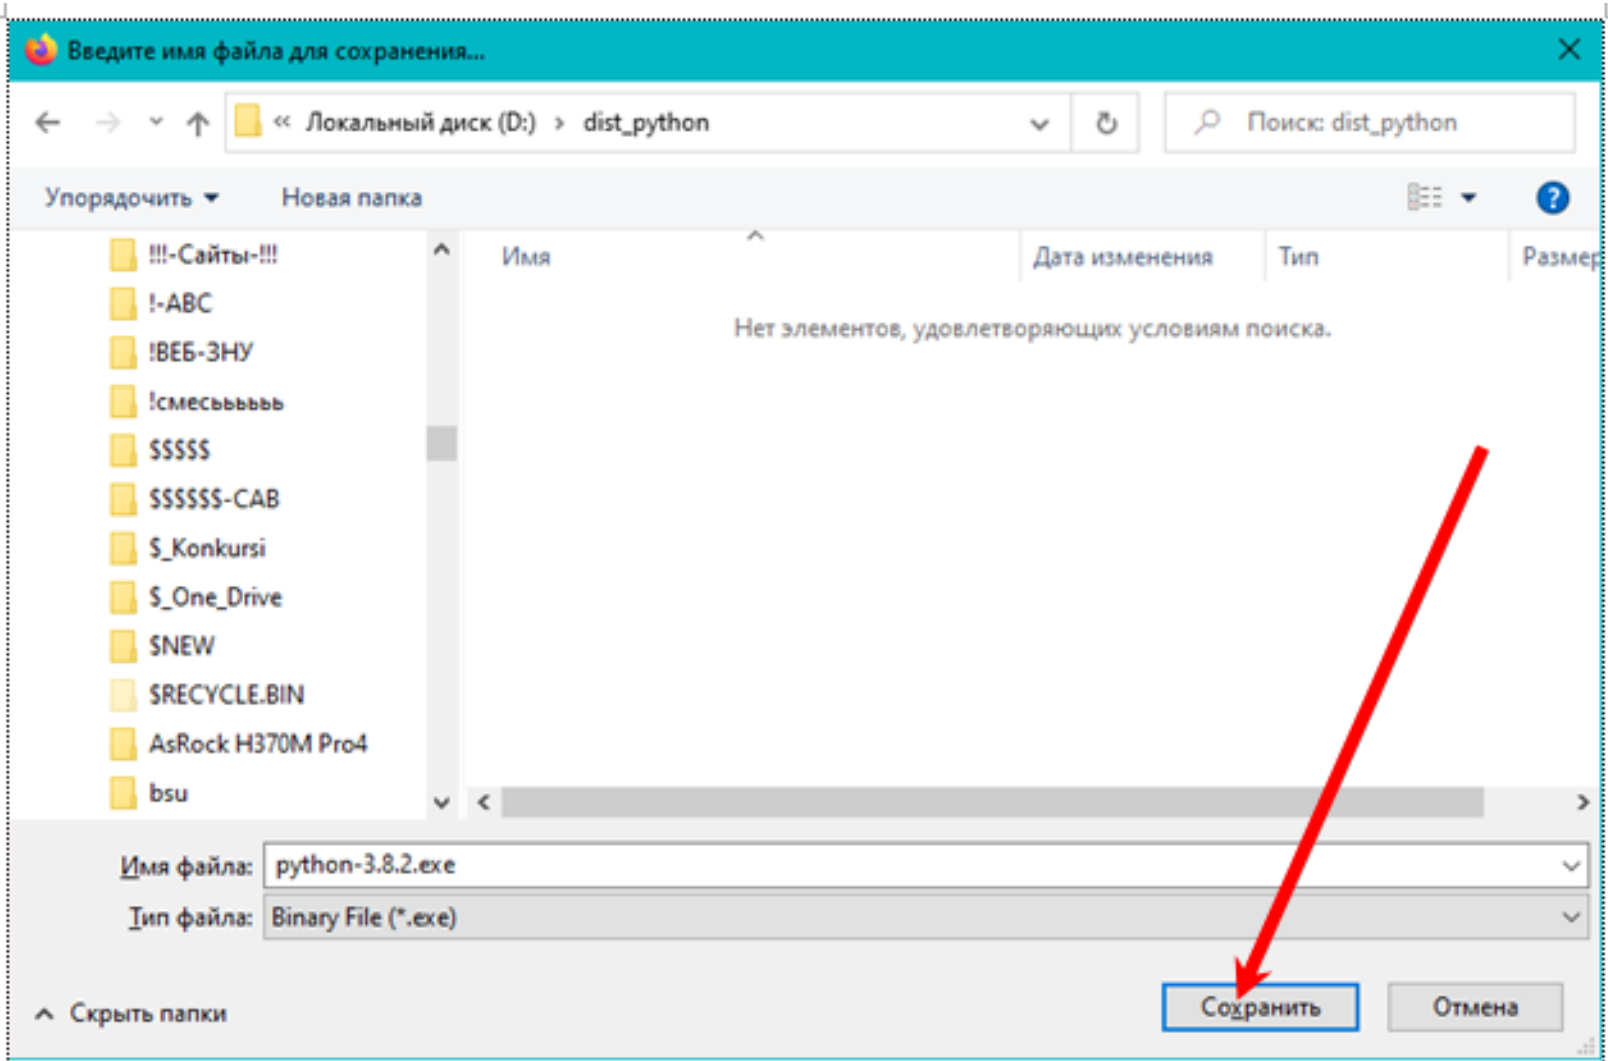 Введите имя файла для сохранения...
« Локальный диск (D:) › dist_python
Поиск: dist_python
Упорядочить
Новая папка
Имя
Дата изменения
Тип
Размер
Нет элементов, удовлетворяющих условиям поиска.
!!!-Сайты-!!!
!-ABC
!ВЕБ-ЗНУ
!смесьььььь
$$$$$
$$$$$$-CAB
$_Konkursi
$_One_Drive
$NEW
$RECYCLE.BIN
AsRock H370M Pro4
bsu
Имя файла: python-3.8.2.exe
Тип файла: Binary File (*.exe)
Скрыть папки
Сохранить
Отмена